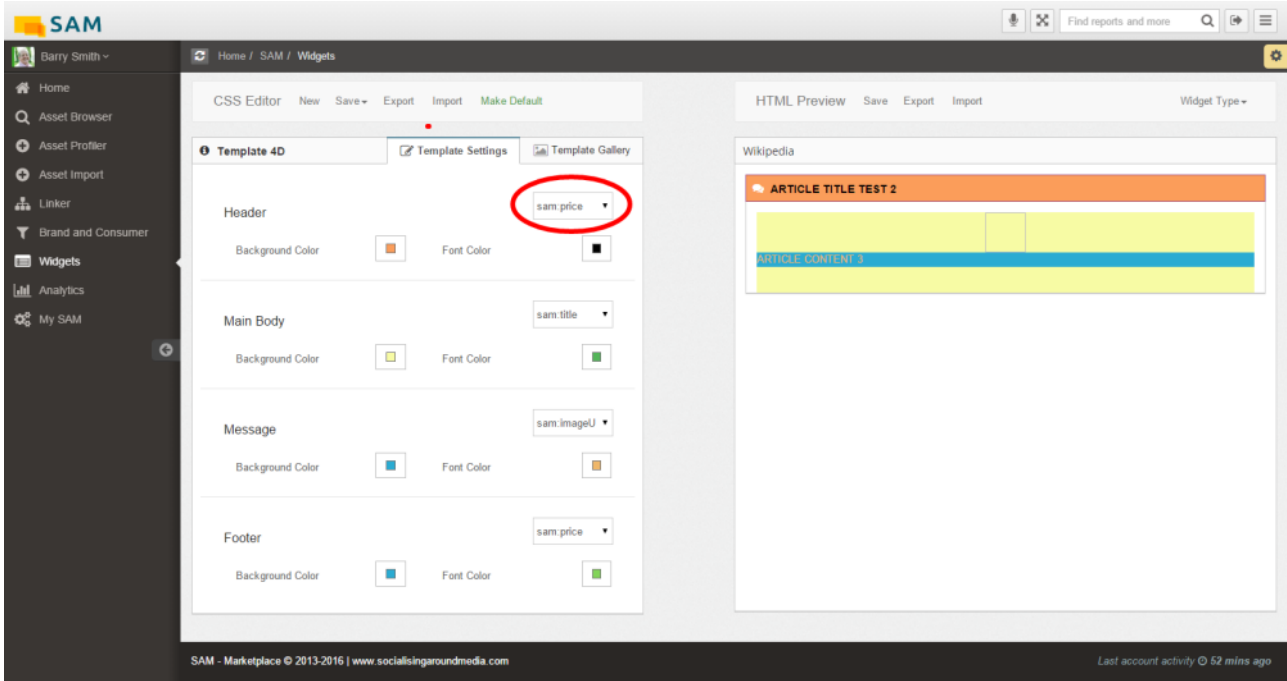 SAM
Find reports and more
Barry Smith
Home / SAM / Widgets
Home
Asset Browser
Asset Profiler
Asset Import
Linker
Brand and Consumer
Widgets
Analytics
My SAM
CSS Editor New Save Export Import Make Default
Template 4D Template Settings Template Gallery
Header sam:price
Background Color Font Color
Main Body sam:title
Background Color Font Color
Message sam:imageU
Background Color Font Color
Footer sam:price
Background Color Font Color
HTML Preview Save Export Import Widget Type
Wikipedia
ARTICLE TITLE TEST 2
ARTICLE CONTENT 3
SAM - Marketplace © 2013-2016 | www.socialisingaroundmedia.com
Last account activity 52 mins ago